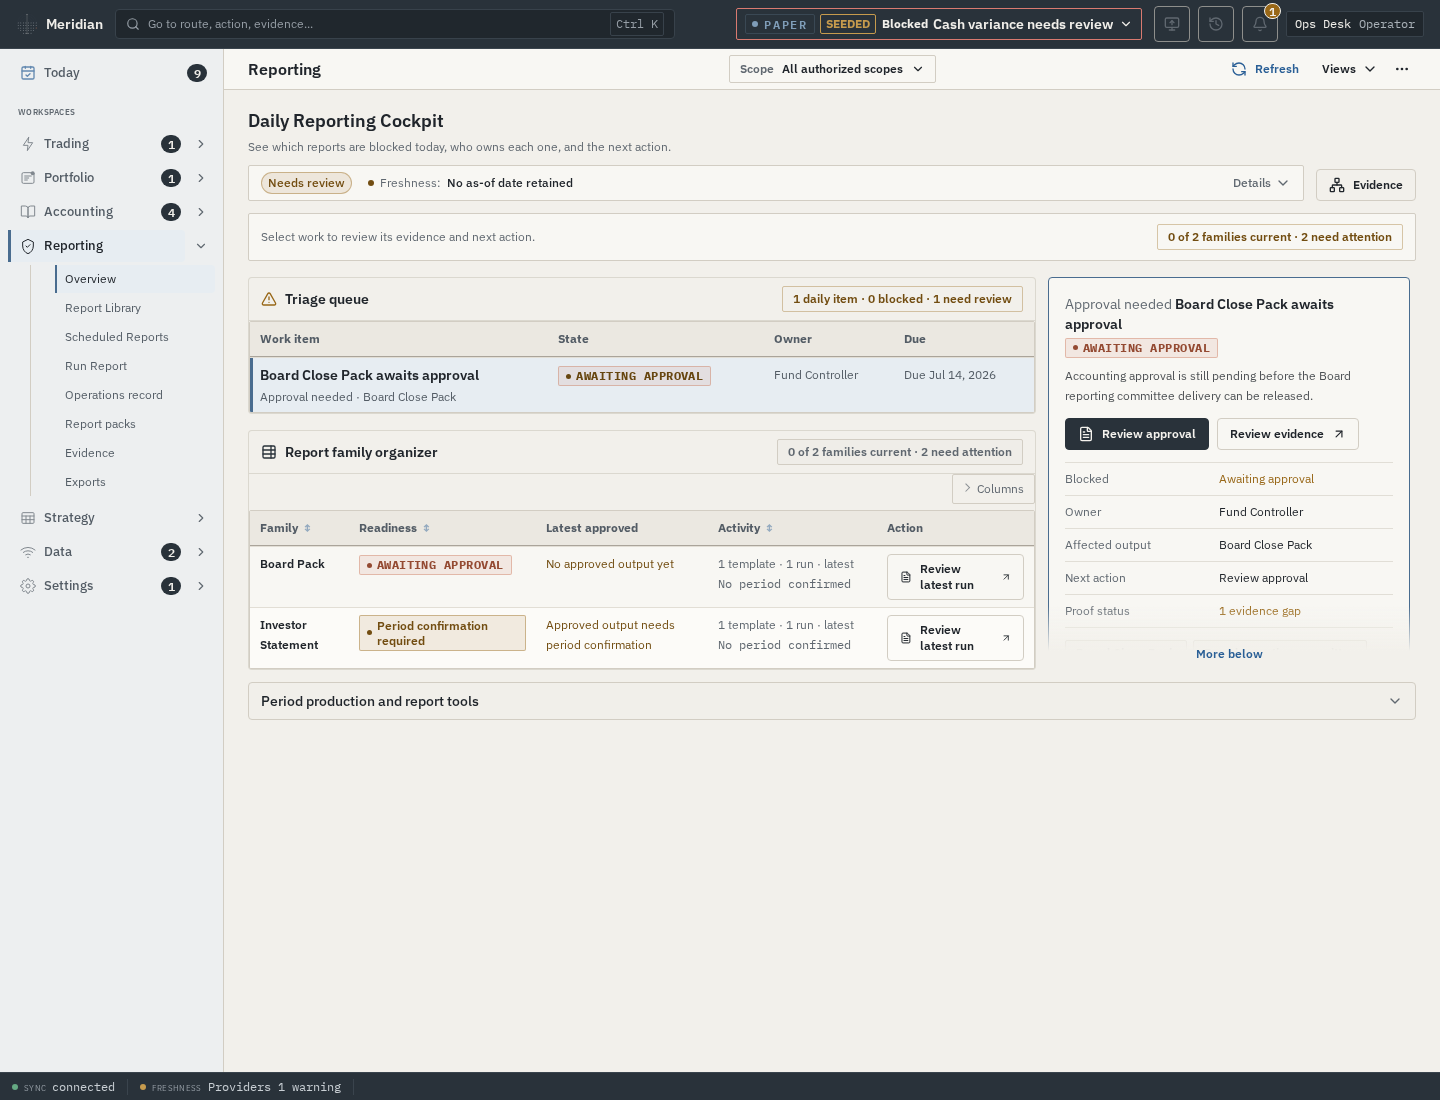 Meridian
Go to route, action, evidence...
Ctrl K
PAPER
SEEDED
Blocked Cash variance needs review
1
Ops Desk Operator
Today 9
WORKSPACES
Trading 1
Portfolio 1
Accounting 4
Reporting
Overview
Report Library
Scheduled Reports
Run Report
Operations record
Report packs
Evidence
Exports
Strategy
Data 2
Settings 1
Reporting
Scope All authorized scopes
Refresh
Views
Daily Reporting Cockpit
See which reports are blocked today, who owns each one, and the next action.
Needs review
Freshness: No as-of date retained
Details
Evidence
Select work to review its evidence and next action.
0 of 2 families current · 2 need attention
Triage queue
1 daily item · 0 blocked · 1 need review
Work item State Owner Due
Board Close Pack awaits approval
AWAITING APPROVAL
Fund Controller
Due Jul 14, 2026
Approval needed · Board Close Pack
Report family organizer
0 of 2 families current · 2 need attention
Columns
Family Readiness Latest approved Activity Action
Board Pack
AWAITING APPROVAL
No approved output yet
1 template · 1 run · latest
No period confirmed
Review
latest run
Investor
Statement
Period confirmation
required
Approved output needs
period confirmation
1 template · 1 run · latest
No period confirmed
Review
latest run
Approval needed Board Close Pack awaits
approval
AWAITING APPROVAL
Accounting approval is still pending before the Board
reporting committee delivery can be released.
Review approval
Review evidence
Blocked Awaiting approval
Owner Fund Controller
Affected output Board Close Pack
Next action Review approval
Proof status 1 evidence gap
More below
Period production and report tools
SYNC connected
FRESHNESS Providers 1 warning